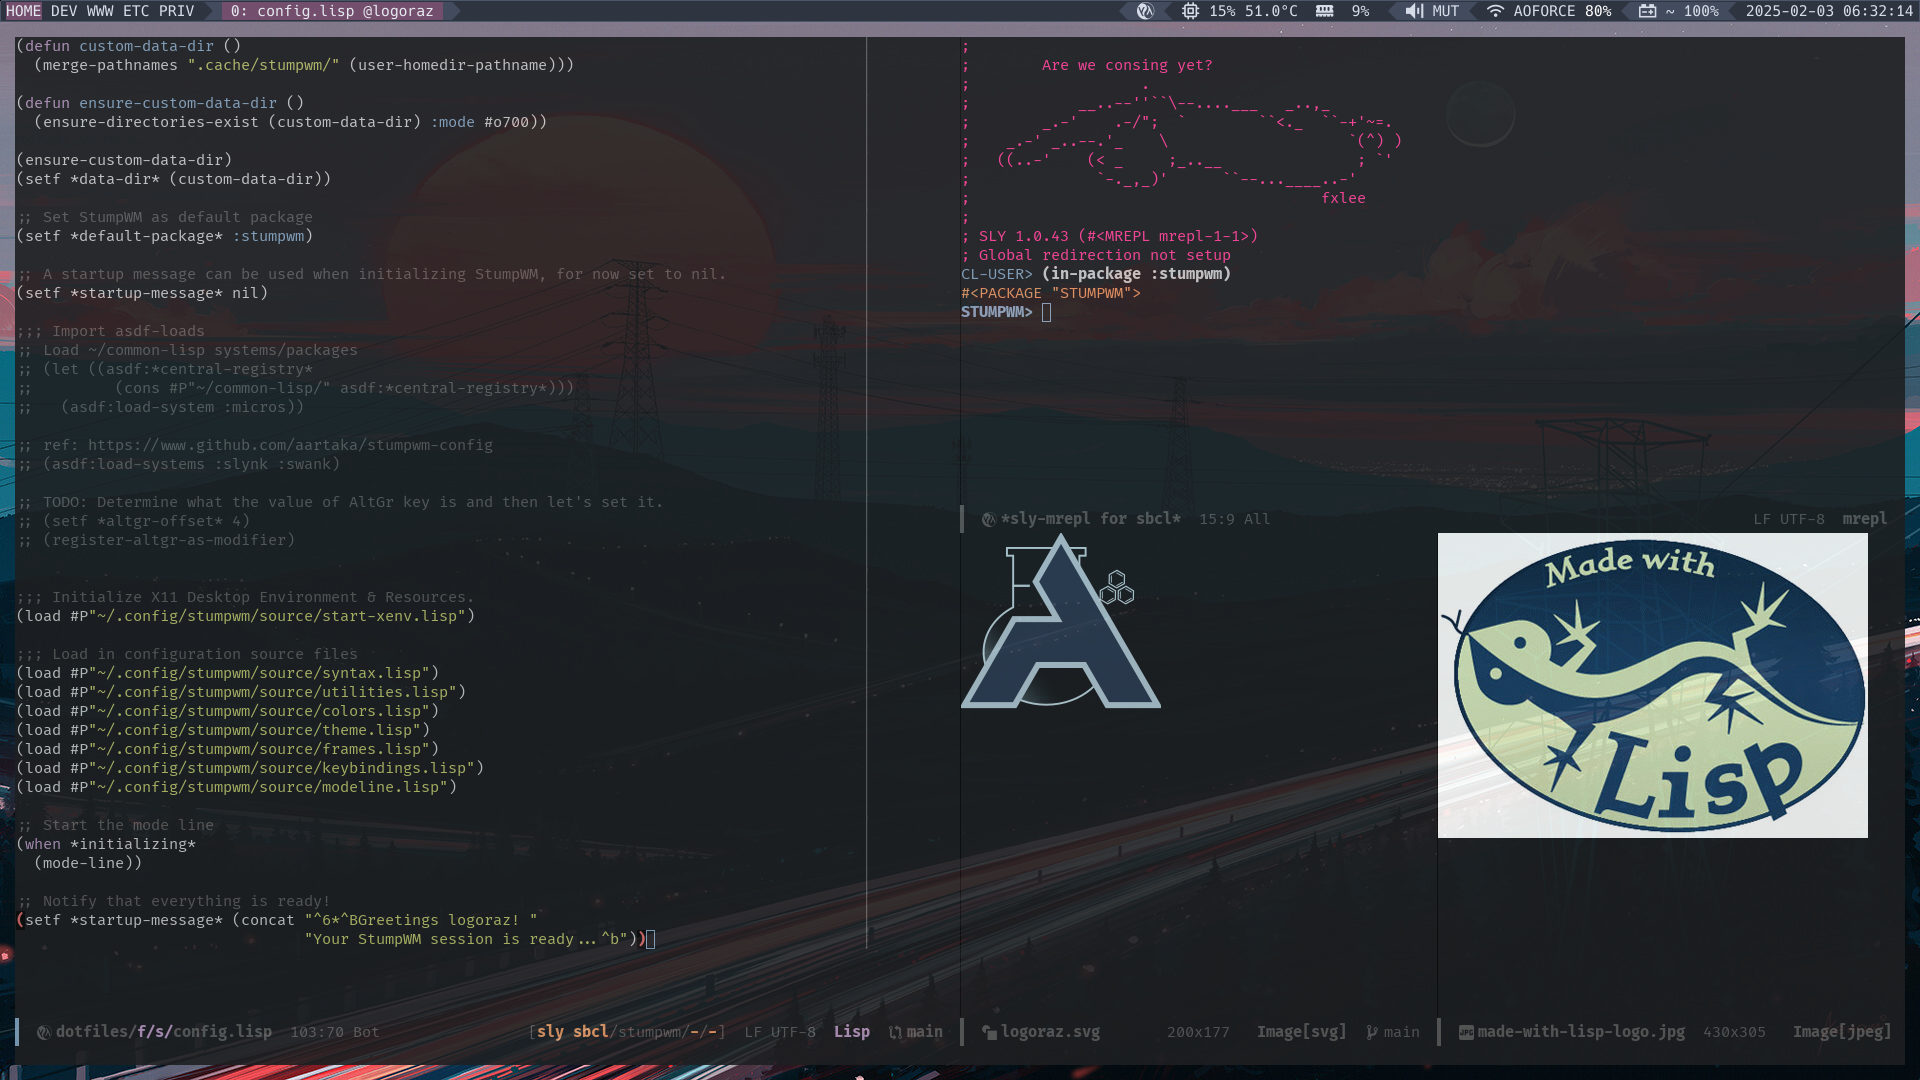 HOME DEV WWW ETC PRIV 0: config.lisp @logoraz 15% 51.0°C 9% MUT AOFORCE 80% ~ 100% 2025-02-03 06:32:14
(defun custom-data-dir ()
  (merge-pathnames ".cache/stumpwm/" (user-homedir-pathname)))
(defun ensure-custom-data-dir ()
  (ensure-directories-exist (custom-data-dir) :mode #o700))
(ensure-custom-data-dir)
(setf *data-dir* (custom-data-dir))
;; Set StumpWM as default package
(setf *default-package* :stumpwm)
;; A startup message can be used when initializing StumpWM, for now set to nil.
(setf *startup-message* nil)
;;; Import asdf-loads
;; Load ~/common-lisp systems/packages
;; (let ((asdf:*central-registry*
;;         (cons #P"~/common-lisp/" asdf:*central-registry*)))
;;   (asdf:load-system :micros))
;; ref: https://www.github.com/aartaka/stumpwm-config
;; (asdf:load-systems :slynk :swank)
;; TODO: Determine what the value of AltGr key is and then let's set it.
;; (setf *altgr-offset* 4)
;; (register-altgr-as-modifier)
;;; Initialize X11 Desktop Environment & Resources.
(load #P"~/.config/stumpwm/source/start-xenv.lisp")
;;; Load in configuration source files
(load #P"~/.config/stumpwm/source/syntax.lisp")
(load #P"~/.config/stumpwm/source/utilities.lisp")
(load #P"~/.config/stumpwm/source/colors.lisp")
(load #P"~/.config/stumpwm/source/theme.lisp")
(load #P"~/.config/stumpwm/source/frames.lisp")
(load #P"~/.config/stumpwm/source/keybindings.lisp")
(load #P"~/.config/stumpwm/source/modeline.lisp")
;; Start the mode line
(when *initializing*
  (mode-line))
;; Notify that everything is ready!
(setf *startup-message* (concat "^6*^BGreetings logoraz! "
                                "Your StumpWM session is ready...^b"))
dotfiles/f/s/config.lisp 103:70 Bot [sly sbcl/stumpwm/-/-] LF UTF-8 Lisp main
;
;        Are we consing yet?
;                    .
;             __..--''``\--....___   _..,_
;         _.-'    .-/";  `        ``<._  ``-+'~=.
;     _.-' _..--.'_    \                    `(^) )
;    ((..-'    (< _     ;_..__               ; `'
;               `-._,_)'      ``--...____..-'
;                                        fxlee
;
; SLY 1.0.43 (#<MREPL mrepl-1-1>)
; Global redirection not setup
CL-USER> (in-package :stumpwm)
#<PACKAGE "STUMPWM">
STUMPWM>
*sly-mrepl for sbcl* 15:9 All LF UTF-8 mrepl
logoraz.svg 200x177 Image[svg] main
Made with
Lisp
made-with-lisp-logo.jpg 430x305 Image[jpeg]